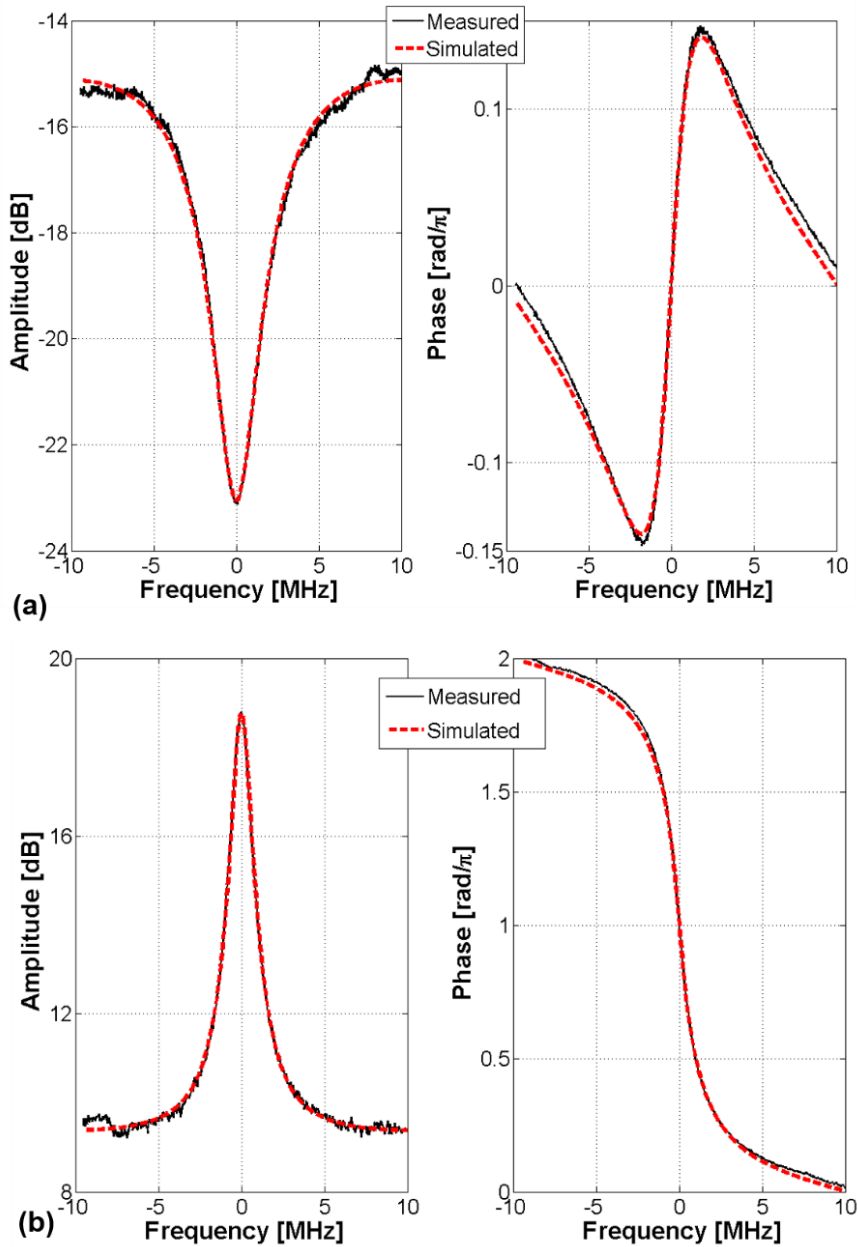 -14
-16
-18
-20
-22
-24
Amplitude [dB]
-10 -5 0 5 10
Frequency [MHz]
Measured
Simulated
0.1
0
-0.1
-0.15
Phase [rad/π]
-10 -5 0 5 10
Frequency [MHz]
(a)
20
16
12
8
Amplitude [dB]
-10 -5 0 5 10
Frequency [MHz]
Measured
Simulated
2
1.5
1
0.5
0
Phase [rad/π]
-10 -5 0 5 10
Frequency [MHz]
(b)